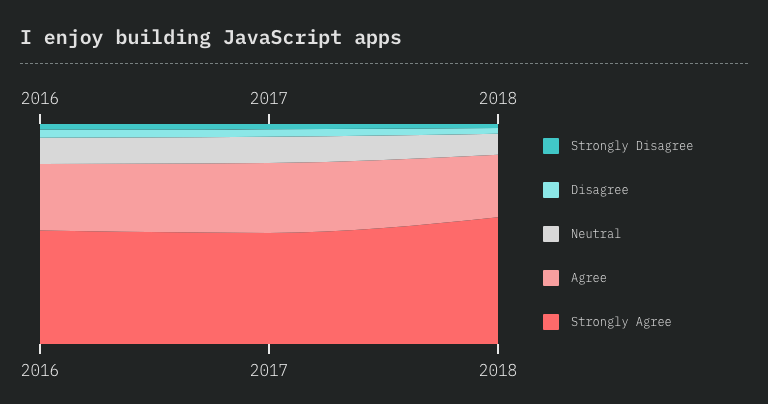 I enjoy building JavaScript apps
2016 2017 2018
Strongly Disagree
Disagree
Neutral
Agree
Strongly Agree
2016 2017 2018